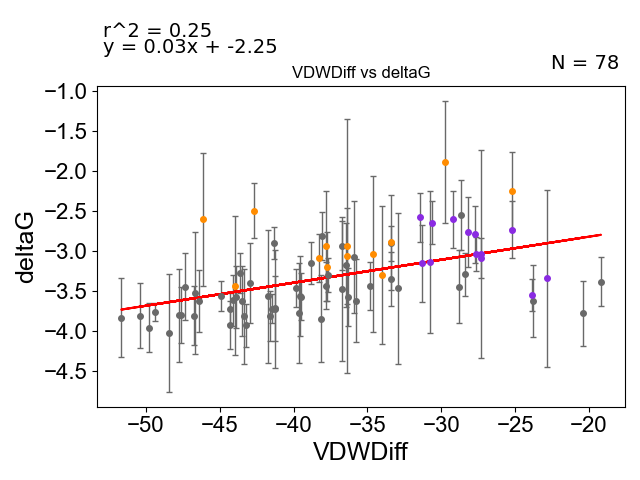 r^2 = 0.25
y = 0.03x + -2.25
N = 78
VDWDiff vs deltaG
−1.0
−1.5
−2.0
−2.5
−3.0
−3.5
−4.0
−4.5
deltaG
−50 −45 −40 −35 −30 −25 −20
VDWDiff